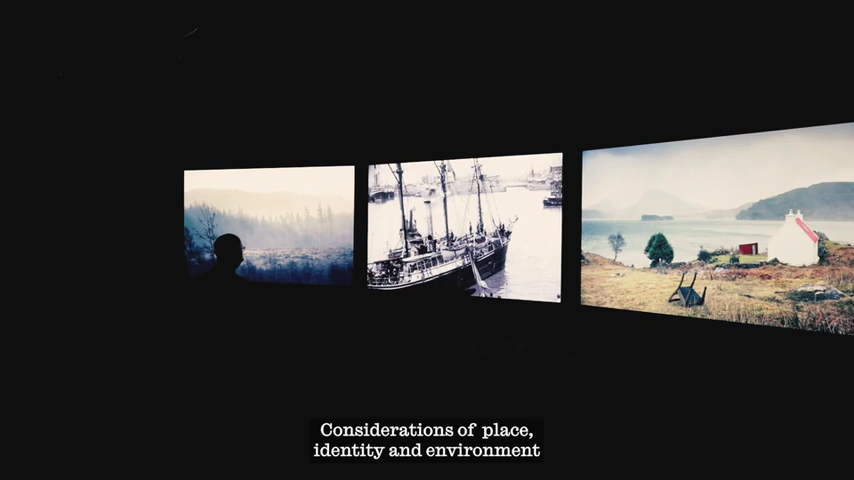 Considerations of place,
identity and environment